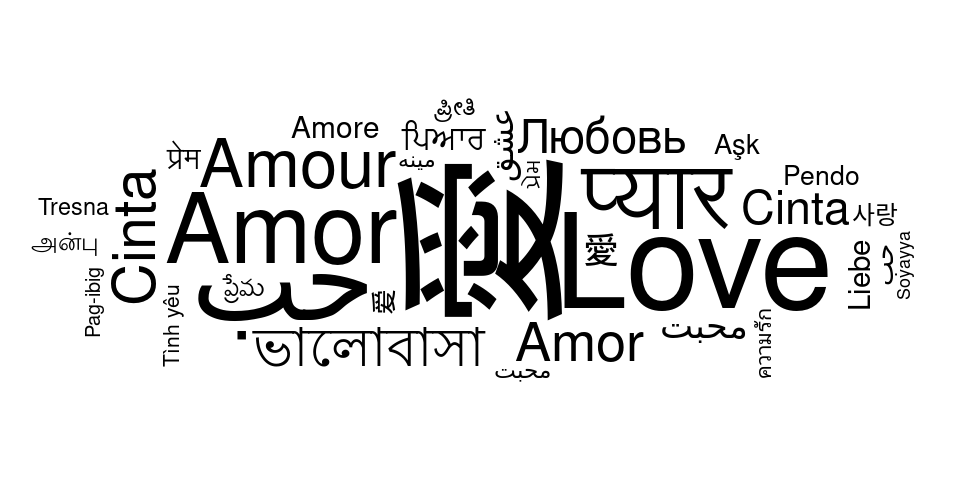 ప్రీతి
Amore
ਪਿਆਰ
عشق
Любовь
Aşk
प्रेम
Amour
مينه
प्रेम
प्यार
Pendo
Cinta
Tresna
Amor
爱
Cinta
사랑
அன்பு
愛
Love
Liebe
حب
Soyayya
Pag-ibig
حب
ప్రేమ
愛
Tình yêu
ভালোবাসা
Amor
محبت
ความรัก
محبت